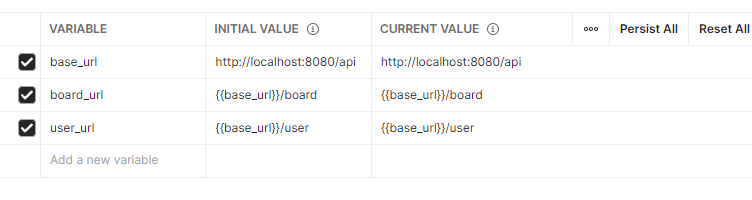 VARIABLE INITIAL VALUE CURRENT VALUE Persist All Reset All
base_url http://localhost:8080/api http://localhost:8080/api
board_url {{base_url}}/board {{base_url}}/board
user_url {{base_url}}/user {{base_url}}/user
Add a new variable